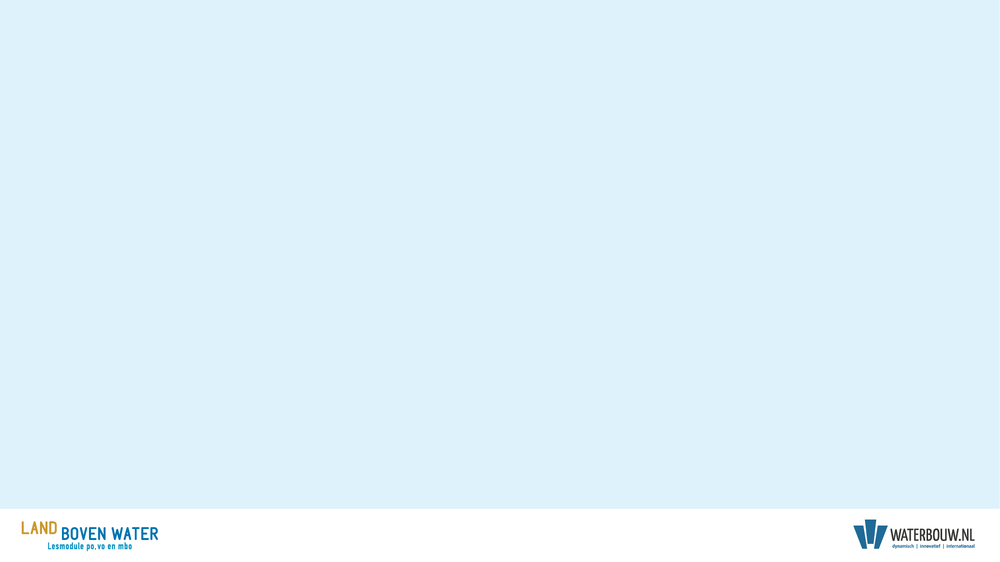 LAND BOVEN WATER
Lesmodule po, vo en mbo
WATERBOUW.NL
dynamisch | innovatief | internationaal